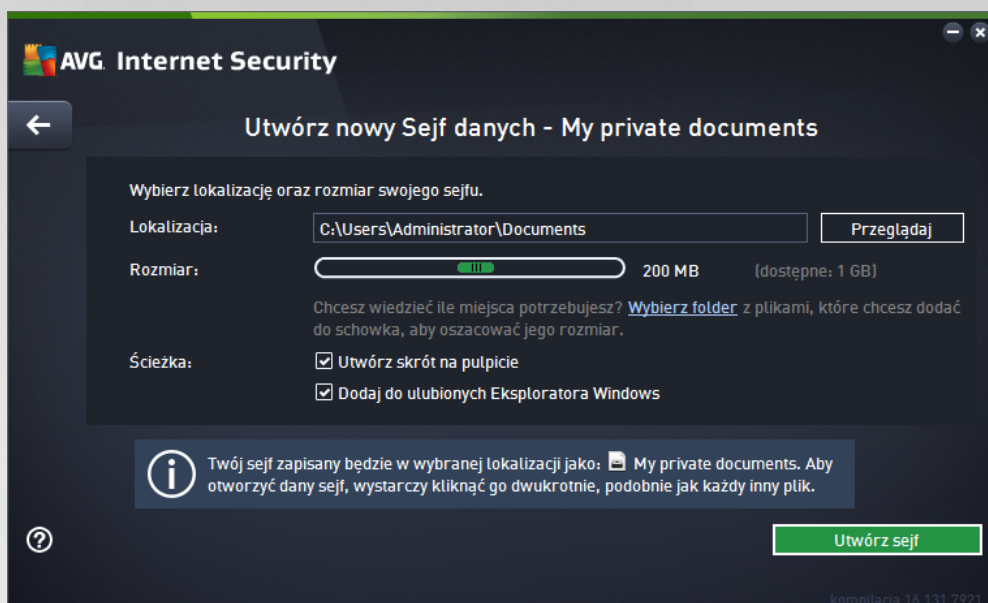 AVG. Internet Security
Utwórz nowy Sejf danych - My private documents
Wybierz lokalizację oraz rozmiar swojego sejfu.
Lokalizacja: C:\Users\Administrator\Documents Przeglądaj
Rozmiar: 200 MB (dostępne: 1 GB)
Chcesz wiedzieć ile miejsca potrzebujesz? Wybierz folder z plikami, które chcesz dodać
do schowka, aby oszacować jego rozmiar.
Ścieżka: Utwórz skrót na pulpicie
Dodaj do ulubionych Eksploratora Windows
Twój sejf zapisany będzie w wybranej lokalizacji jako: My private documents. Aby
otworzyć dany sejf, wystarczy kliknąć go dwukrotnie, podobnie jak każdy inny plik.
Utwórz sejf
kompilacja 16.131.7921